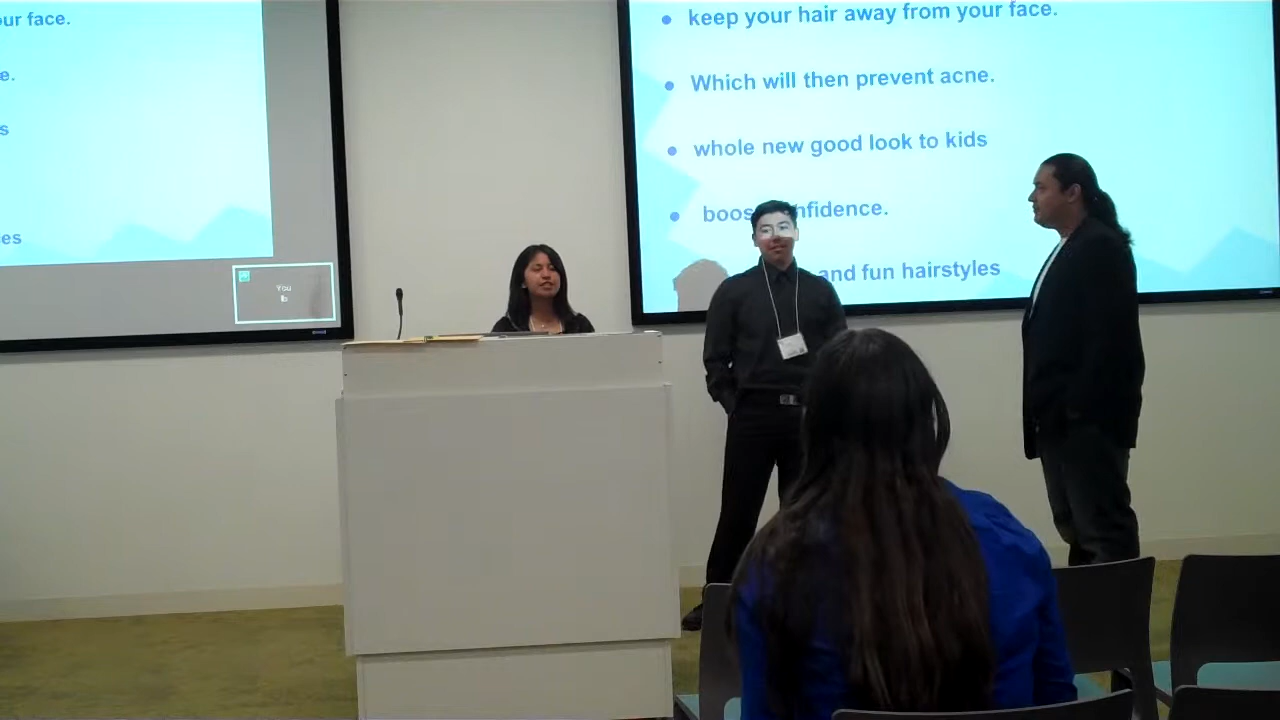 our face.
e.
s
es
You
keep your hair away from your face.
Which will then prevent acne.
whole new good look to kids
boos nfidence.
and fun hairstyles